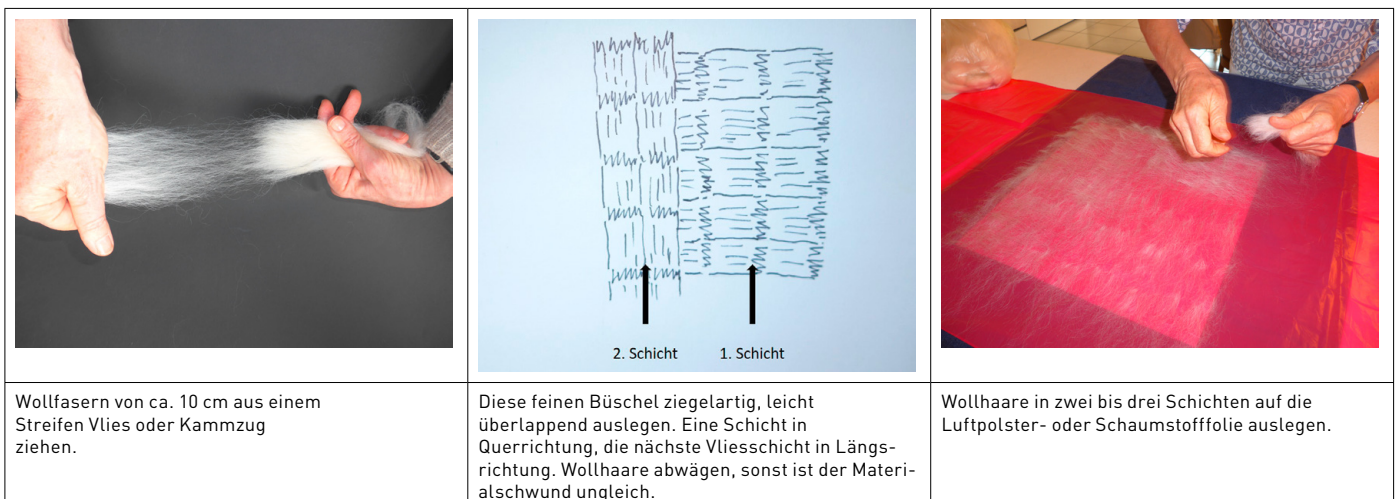 2. Schicht 1. Schicht
Wollfasern von ca. 10 cm aus einem
Streifen Vlies oder Kammzug
ziehen.
Diese feinen Büschel ziegelartig, leicht
überlappend auslegen. Eine Schicht in
Querrichtung, die nächste Vliesschicht in Längs-
richtung. Wollhaare abwägen, sonst ist der Materi-
alschwund ungleich.
Wollhaare in zwei bis drei Schichten auf die
Luftpolster- oder Schaumstofffolie auslegen.